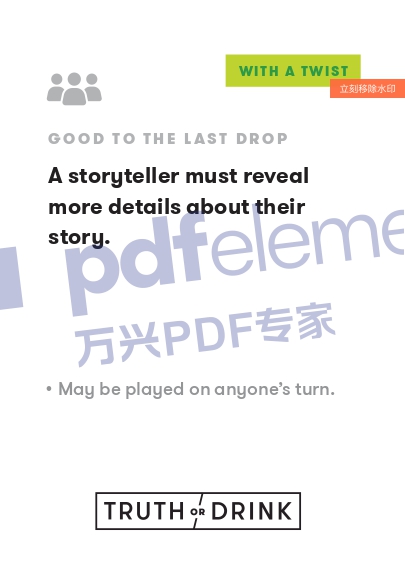 WITH A TWIST
立刻移除水印
GOOD TO THE LAST DROP
A storyteller must reveal
more details about their
story.
pdfeleme
万兴PDF专家
• May be played on anyone’s turn.
TRUTH OR DRINK